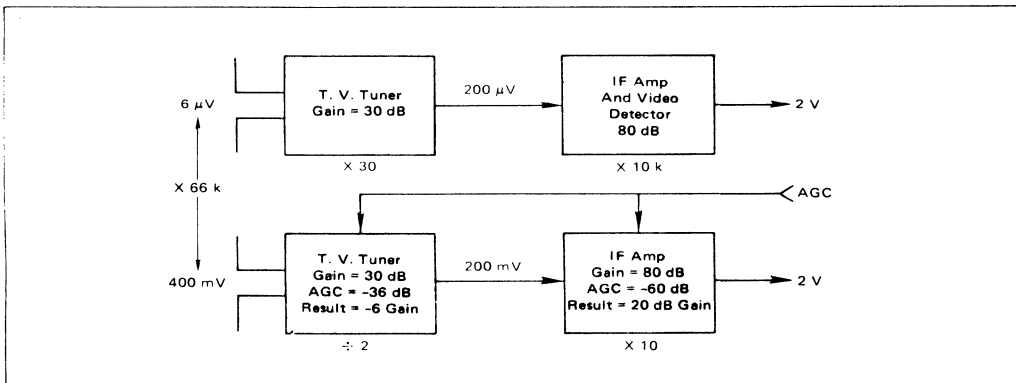 6 μV
T. V. Tuner
Gain = 30 dB
× 30
200 μV
IF Amp
And Video
Detector
80 dB
× 10 k
2 V
× 66 k
AGC
400 mV
T. V. Tuner
Gain = 30 dB
AGC = -36 dB
Result = -6 Gain
÷ 2
200 mV
IF Amp
Gain = 80 dB
AGC = -60 dB
Result = 20 dB Gain
× 10
2 V